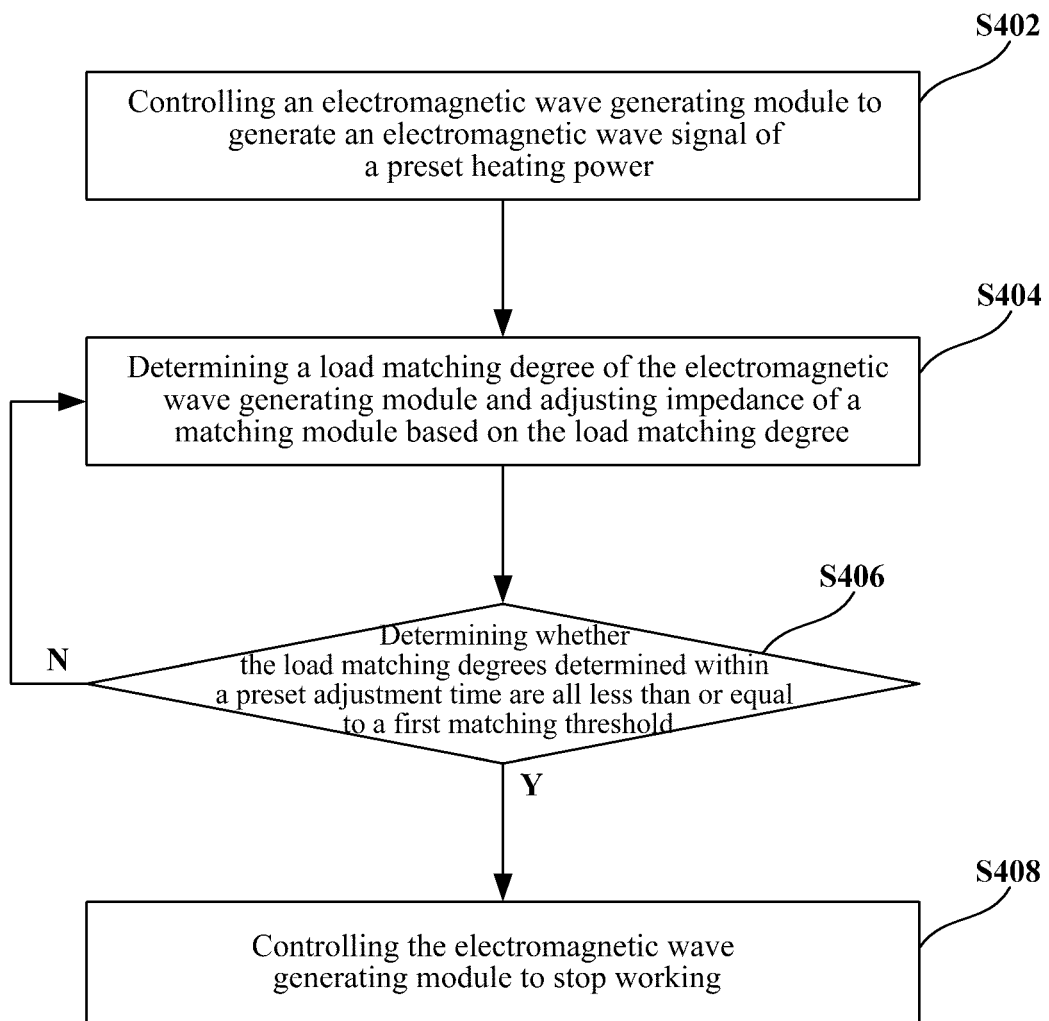 S402
Controlling an electromagnetic wave generating module to
generate an electromagnetic wave signal of
a preset heating power
S404
Determining a load matching degree of the electromagnetic
wave generating module and adjusting impedance of a
matching module based on the load matching degree
S406
Determining whether
the load matching degrees determined within
a preset adjustment time are all less than or equal
to a first matching threshold
N
Y
S408
Controlling the electromagnetic wave
generating module to stop working